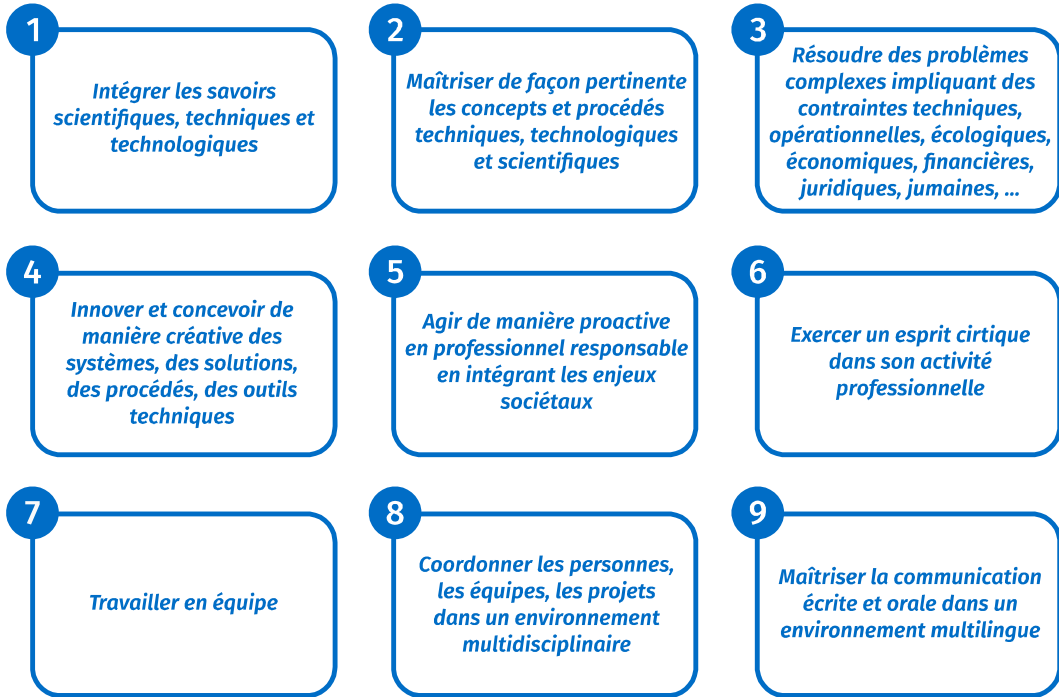 1
Intégrer les savoirs
scientifiques, techniques et
technologiques
2
Maîtriser de façon pertinente
les concepts et procédés
techniques, technologiques
et scientifiques
3
Résoudre des problèmes
complexes impliquant des
contraintes techniques,
opérationnelles, écologiques,
économiques, financières,
juridiques, jumaines, ...
4
Innover et concevoir de
manière créative des
systèmes, des solutions,
des procédés, des outils
techniques
5
Agir de manière proactive
en professionnel responsable
en intégrant les enjeux
sociétaux
6
Exercer un esprit cirtique
dans son activité
professionnelle
7
Travailler en équipe
8
Coordonner les personnes,
les équipes, les projets
dans un environnement
multidisciplinaire
9
Maîtriser la communication
écrite et orale dans un
environnement multilingue